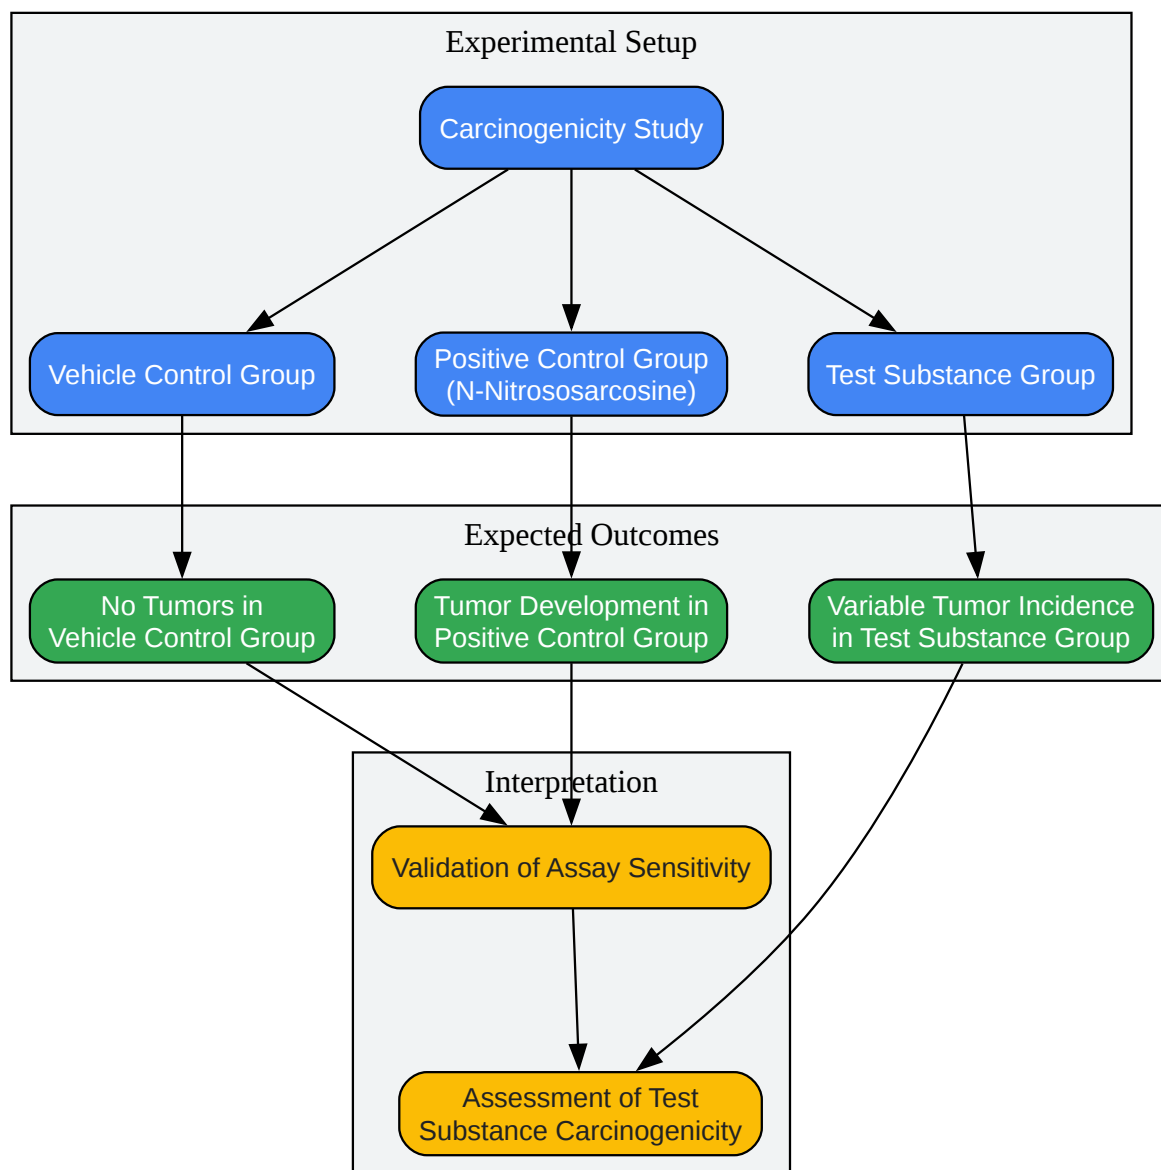 Experimental Setup
Carcinogenicity Study
Vehicle Control Group
Positive Control Group
(N-Nitrososarcosine)
Test Substance Group
Expected Outcomes
No Tumors in
Vehicle Control Group
Tumor Development in
Positive Control Group
Variable Tumor Incidence
in Test Substance Group
Interpretation
Validation of Assay Sensitivity
Assessment of Test
Substance Carcinogenicity